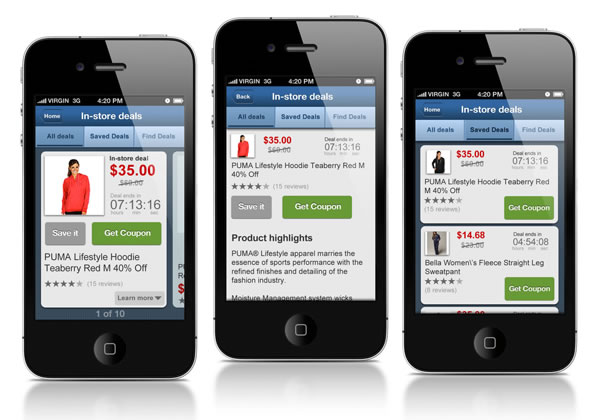 VIRGIN 3G 4:20 PM
Home In-store deals
All deals Saved Deals Find Deals
In-store deal
$35.00
$60.00
Deal ends in
07:13:16
hours min sec
Save it Get Coupon
PUMA Lifestyle Hoodie
Teaberry Red M 40% Off
(15 reviews)
Learn more
1 of 10
VIRGIN 3G 4:20 PM
Back In-store deals
All deals Saved Deals Find Deals
$35.00
$60.00
Deal ends in
07:13:16
hours min sec
PUMA Lifestyle Hoodie Teaberry Red M
40% Off
(15 reviews)
Save it Get Coupon
Product highlights
PUMA® Lifestyle apparel marries the
essence of sports performance with the
refined finishes and detailing of the
fashion industry.
Moisture Management system wicks
VIRGIN 3G 4:20 PM
Home In-store deals
All deals Saved Deals Find Deals
$35.00
$60.00
Deal ends in
07:13:16
hours min sec
PUMA Lifestyle Hoodie Teaberry Red
M 40% Off
(15 reviews)
Get Coupon
$14.68
Deal ends in
04:54:08
hours min sec
Bella Women\'s Fleece Straight Leg
Sweatpant
Get Coupon